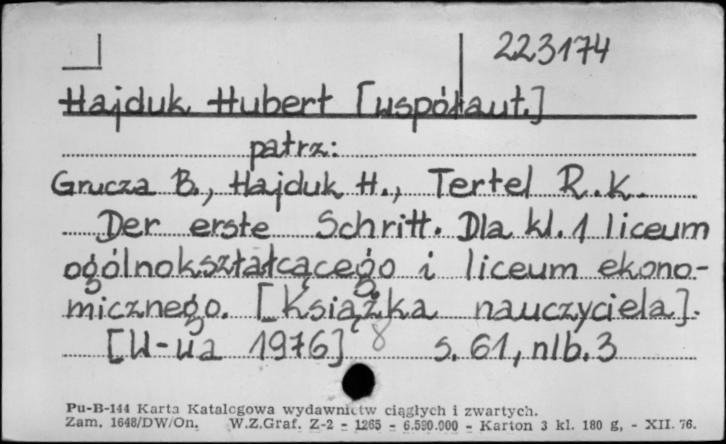 223174
Hajduk Hubert [współaut.]
patrz:
Grucza B., Hajduk H., Tertel R.K.
Der erste Schritt. Dla kl. 1 liceum
ogólnokształcącego i liceum ekono-
micznego. [Książka nauczyciela].
[W-wa 1976] 8 s. 61, nlb. 3
Pu-B-144 Karta Katalogowa wydawnictw ciągłych i zwartych.
Zam. 1648/DW/On. W.Z.Graf. Z-2 - 1265 - 6.590.000 - Karton 3 kl. 180 g, - XII. 76.